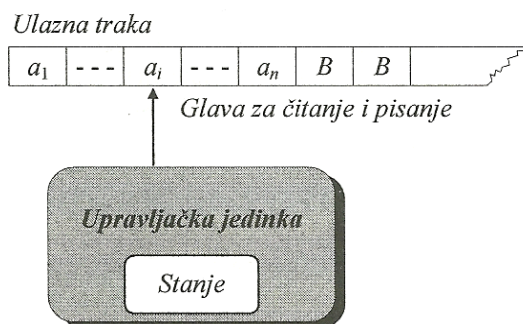 Ulazna traka
a1 - - - ai - - - an B B
Glava za čitanje i pisanje
Upravljačka jedinka
Stanje